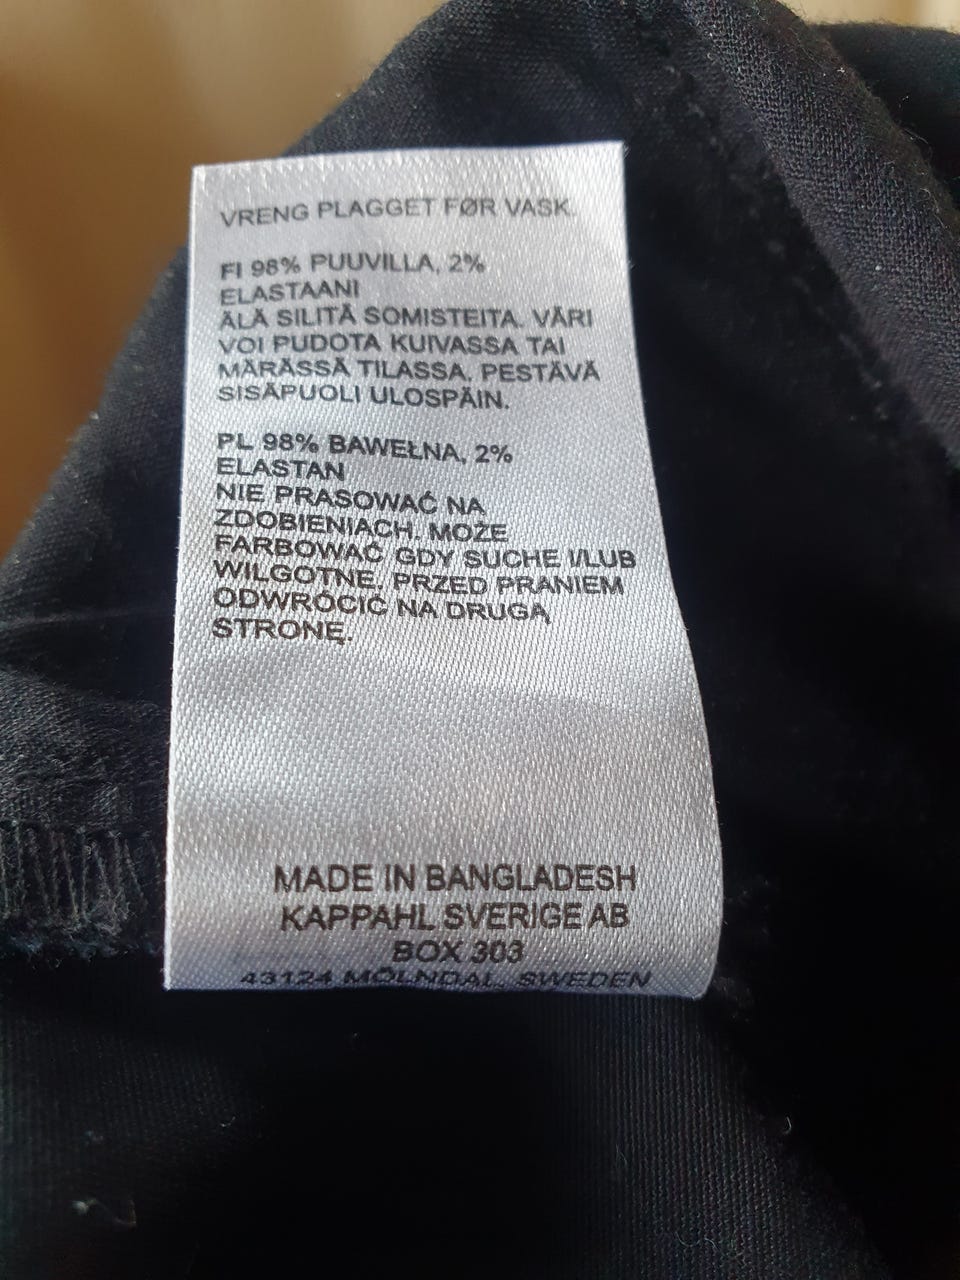 VRENG PLAGGET FØR VASK.
FI 98% PUUVILLA, 2%
ELASTAANI
ÄLÄ SILITÄ SOMISTEITA. VÄRI
VOI PUDOTA KUIVASSA TAI
MÄRÄSSÄ TILASSA. PESTÄVÄ
SISÄPUOLI ULOSPÄIN.
PL 98% BAWEŁNA, 2%
ELASTAN
NIE PRASOWAĆ NA
ZDOBIENIACH. MOŻE
FARBOWAĆ GDY SUCHE I/LUB
WILGOTNE. PRZED PRANIEM
ODWRÓCIĆ NA DRUGĄ
STRONĘ.
MADE IN BANGLADESH
KAPPAHL SVERIGE AB
BOX 303
43124 MÖLNDAL, SWEDEN